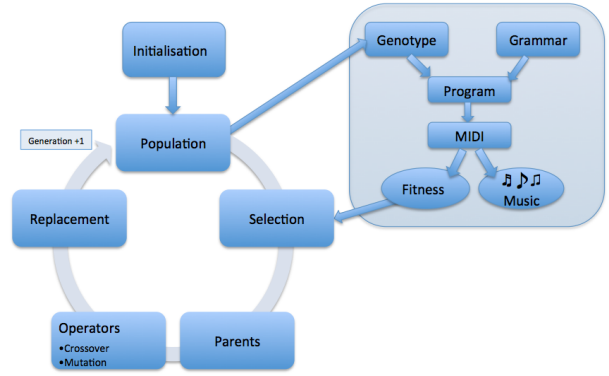 Initialisation
Genotype
Grammar
Program
Generation +1
Population
MIDI
Fitness
♫♪♫
Music
Replacement
Selection
Operators
•Crossover
•Mutation
Parents